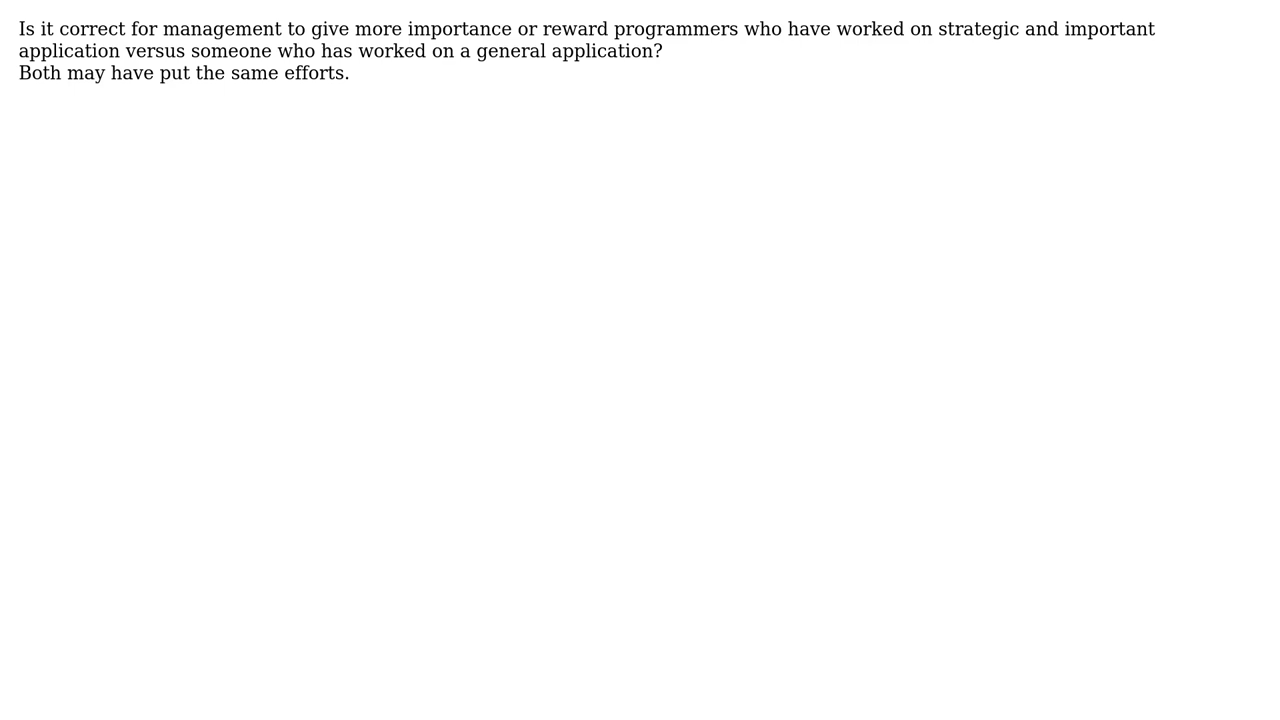 Is it correct for management to give more importance or reward programmers who have worked on strategic and important
application versus someone who has worked on a general application?
Both may have put the same efforts.